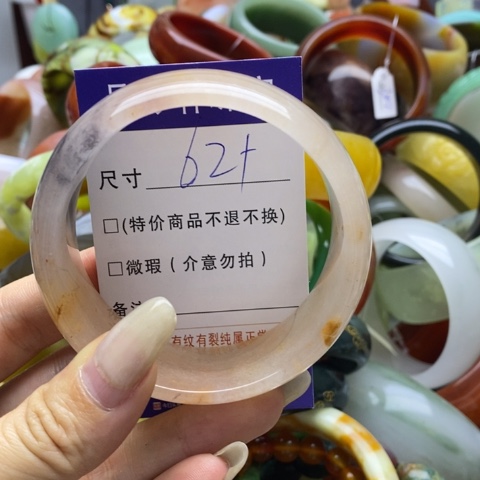 尺寸 62+
□(特价商品不退不换)
□微瑕(介意勿拍)
有纹有裂纯属正常